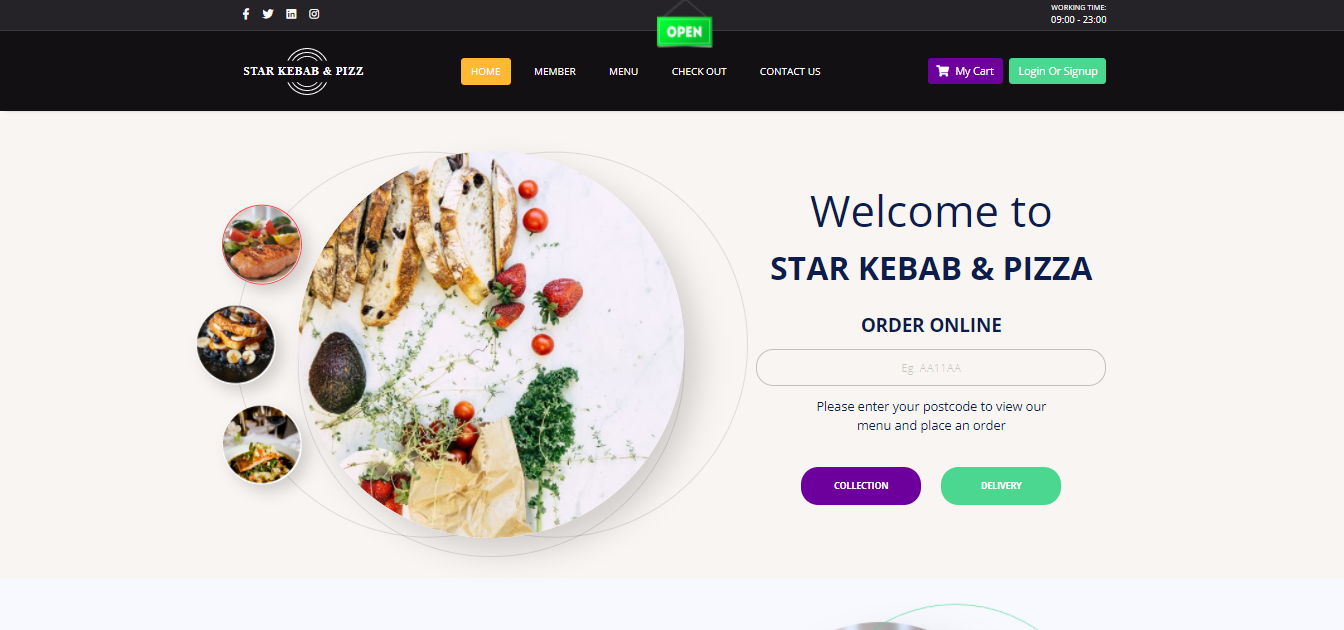 WORKING TIME:
09:00 - 23:00
OPEN
STAR KEBAB & PIZZ
HOME
MEMBER
MENU
CHECK OUT
CONTACT US
My Cart
Login Or Signup
Welcome to
STAR KEBAB & PIZZA
ORDER ONLINE
Eg. AA11AA
Please enter your postcode to view our
menu and place an order
COLLECTION
DELIVERY